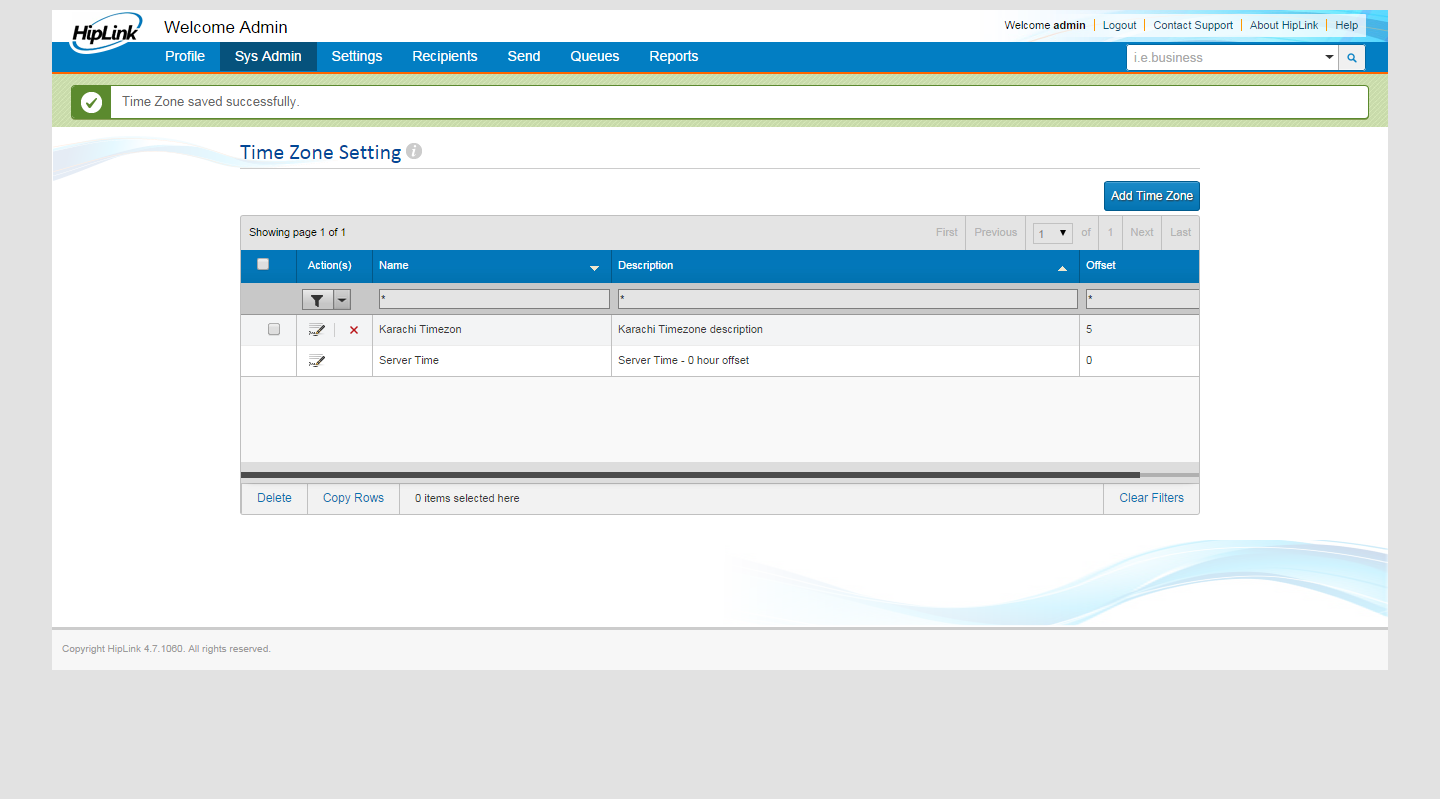 HipLink
Welcome Admin
Welcome admin Logout Contact Support About HipLink Help
Profile Sys Admin Settings Recipients Send Queues Reports i.e.business
Time Zone saved successfully.
Time Zone Setting i
Add Time Zone
Showing page 1 of 1 First Previous 1 of 1 Next Last
Action(s) Name Description Offset
* * *
Karachi Timezon Karachi Timezone description 5
Server Time Server Time - 0 hour offset 0
Delete Copy Rows 0 items selected here Clear Filters
Copyright HipLink 4.7.1060. All rights reserved.